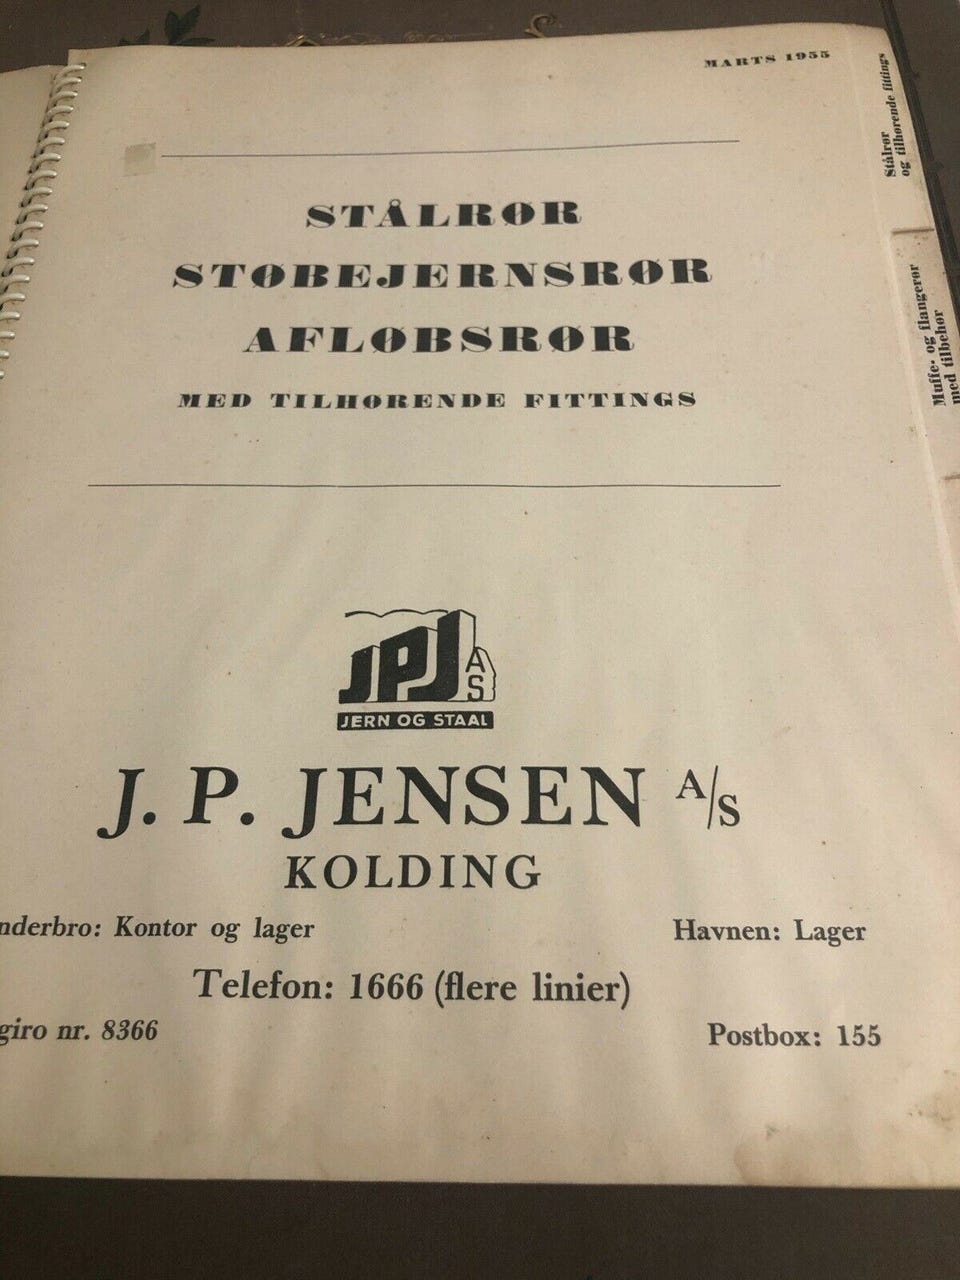 MARTS 1955
STÅLRØR
STØBEJERNSRØR
AFLØBSRØR
MED TILHØRENDE FITTINGS
JPJ
A
S
JERN OG STAAL
J. P. JENSEN A/S
KOLDING
nderbro: Kontor og lager
Havnen: Lager
Telefon: 1666 (flere linier)
giro nr. 8366
Postbox: 155
Stålrør
og tilhørende fittings
Muffe- og flangerør
med tilbehør